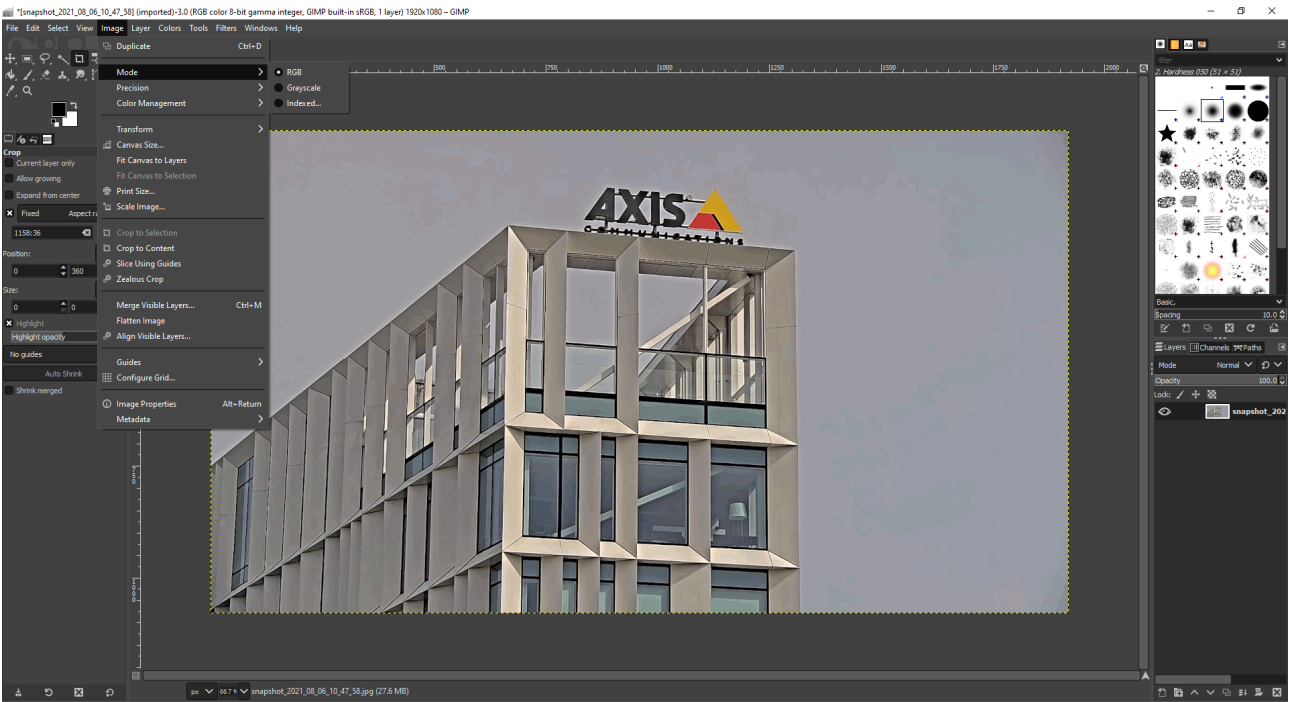 *[snapshot_2021_08_06_10_47_58] (imported)-3.0 (RGB color 8-bit gamma integer, GIMP built-in sRGB, 1 layer) 1920x1080 – GIMP
File Edit Select View Image Layer Colors Tools Filters Windows Help
Duplicate Ctrl+D
Mode
RGB
Precision
Grayscale
Color Management
Indexed...
Transform
Canvas Size...
Fit Canvas to Layers
Fit Canvas to Selection
Print Size...
Scale Image...
Crop to Selection
Crop to Content
Slice Using Guides
Zealous Crop
Merge Visible Layers... Ctrl+M
Flatten Image
Align Visible Layers...
Guides
Configure Grid...
Image Properties Alt+Return
Metadata
Crop
Current layer only
Allow growing
Expand from center
Fixed Aspect ra
1158:36
Position:
0 360
Size:
0 0
Highlight
Highlight opacity
No guides
Auto Shrink
Shrink merged
500 750 1000 1250 1500 1750 2000
750
1000
AXIS
COMMUNICATIONS
px 66.7 % snapshot_2021_08_06_10_47_58.jpg (27.6 MB)
Aa
filter
2. Hardness 050 (51 × 51)
Basic,
Spacing 10.0
Layers Channels Paths
Mode Normal
Opacity 100.0
Lock:
snapshot_202